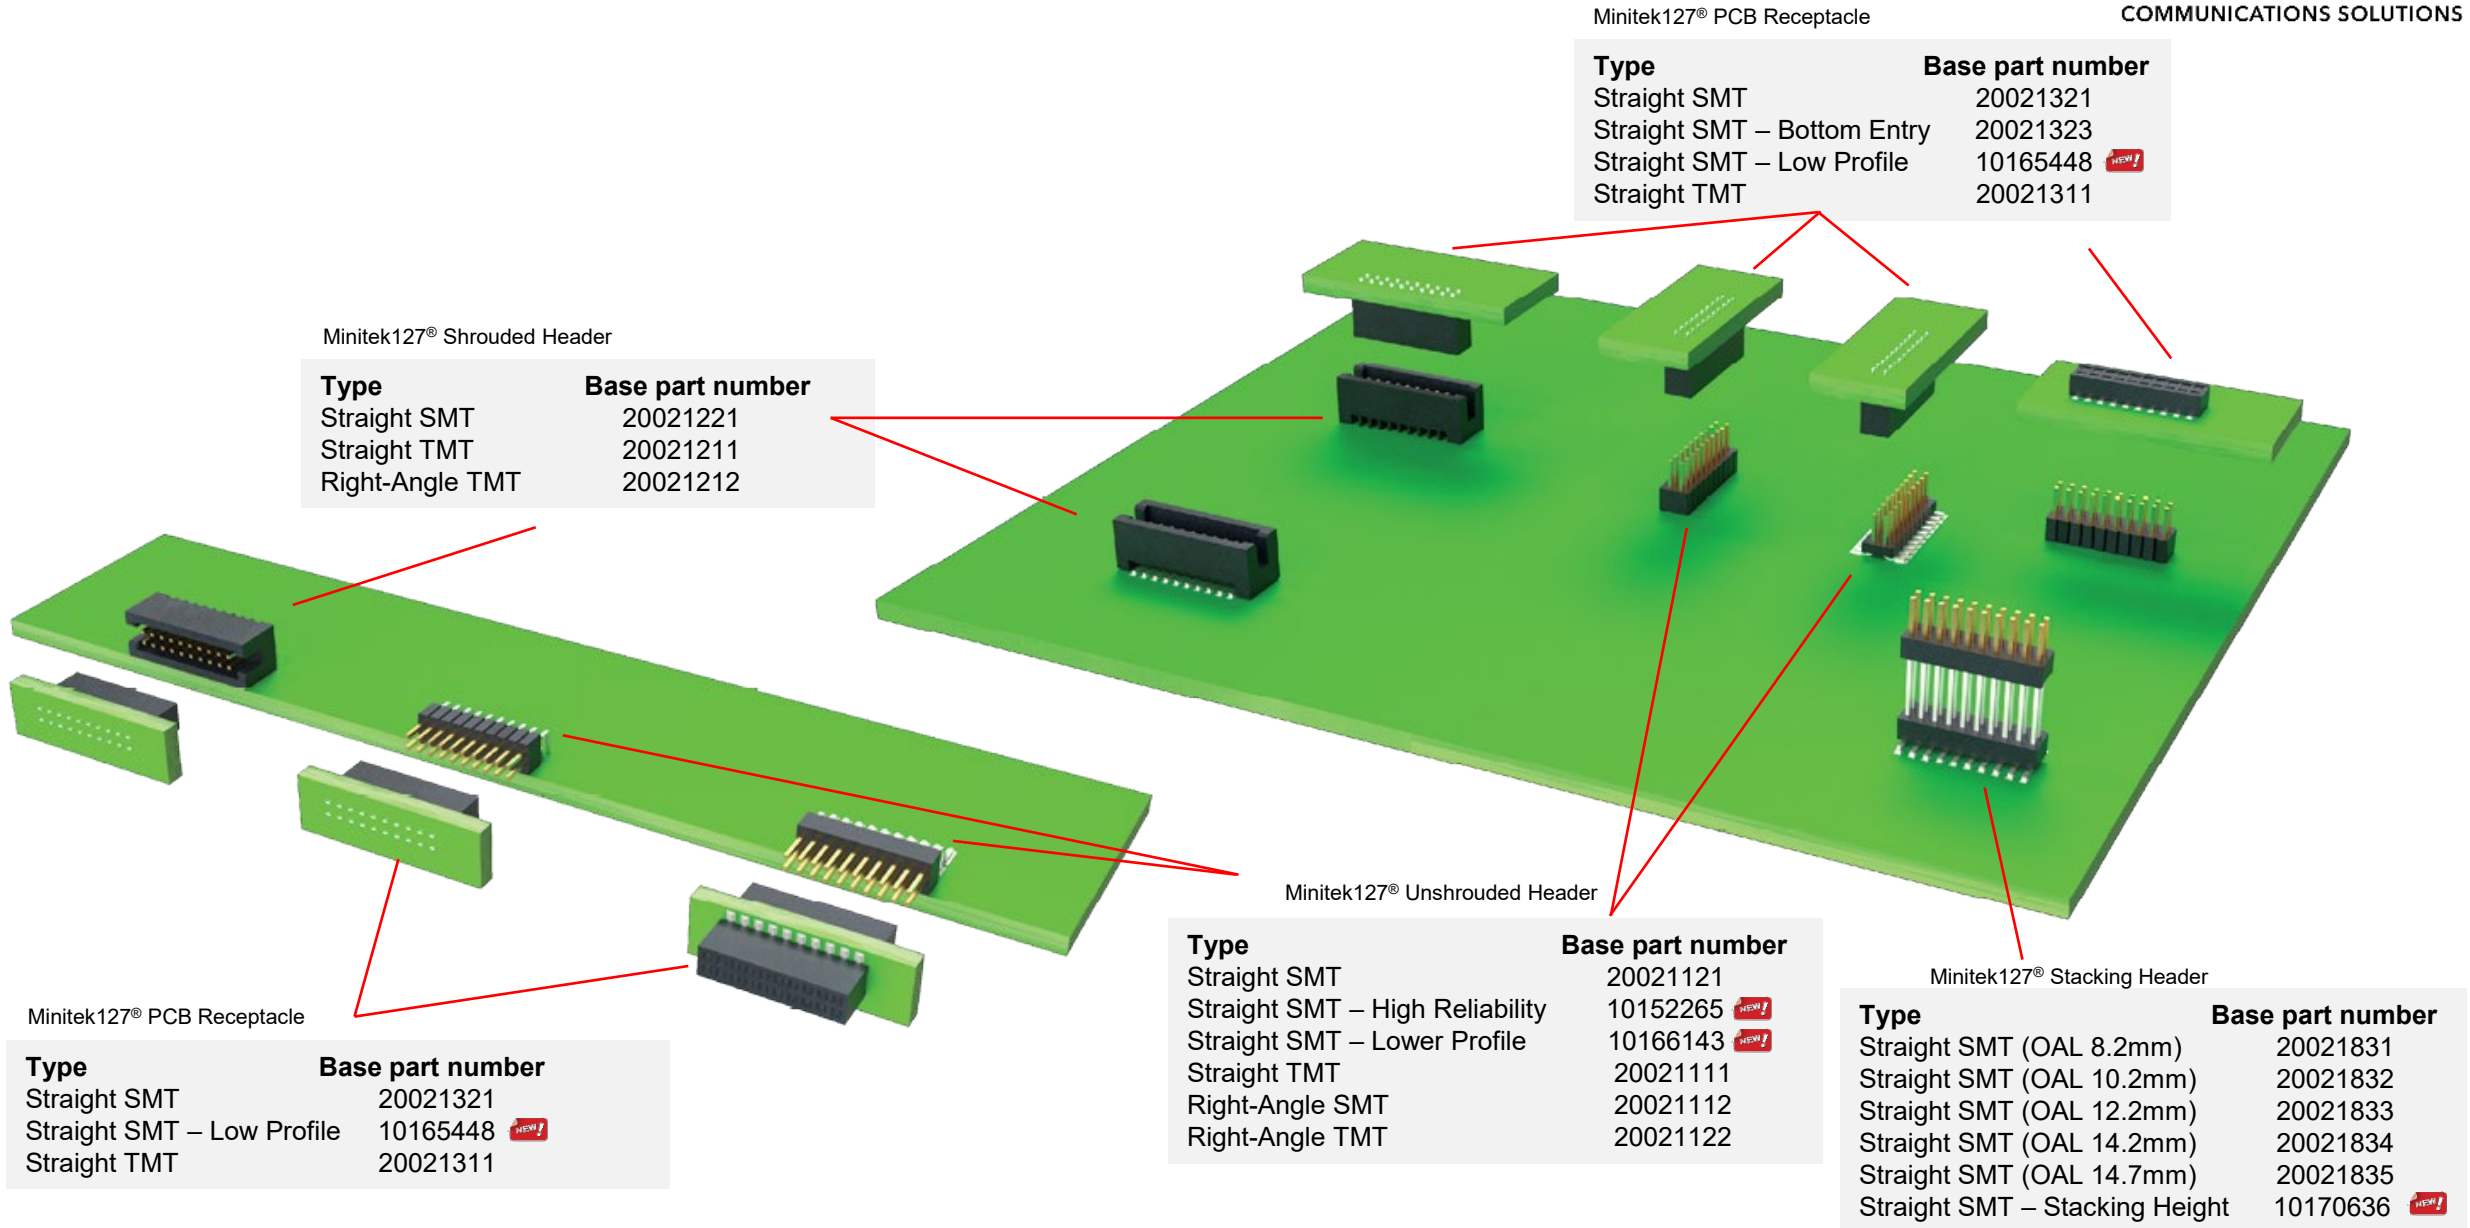 COMMUNICATIONS SOLUTIONS
Minitek127® PCB Receptacle
Type Base part number
Straight SMT 20021321
Straight SMT – Bottom Entry 20021323
Straight SMT – Low Profile 10165448 NEW!
Straight TMT 20021311
Minitek127® Shrouded Header
Type Base part number
Straight SMT 20021221
Straight TMT 20021211
Right-Angle TMT 20021212
Minitek127® Unshrouded Header
Type Base part number
Straight SMT 20021121
Straight SMT – High Reliability 10152265 NEW!
Straight SMT – Lower Profile 10166143 NEW!
Straight TMT 20021111
Right-Angle SMT 20021112
Right-Angle TMT 20021122
Minitek127® Stacking Header
Type Base part number
Straight SMT (OAL 8.2mm) 20021831
Straight SMT (OAL 10.2mm) 20021832
Straight SMT (OAL 12.2mm) 20021833
Straight SMT (OAL 14.2mm) 20021834
Straight SMT (OAL 14.7mm) 20021835
Straight SMT – Stacking Height 10170636 NEW!
Minitek127® PCB Receptacle
Type Base part number
Straight SMT 20021321
Straight SMT – Low Profile 10165448 NEW!
Straight TMT 20021311